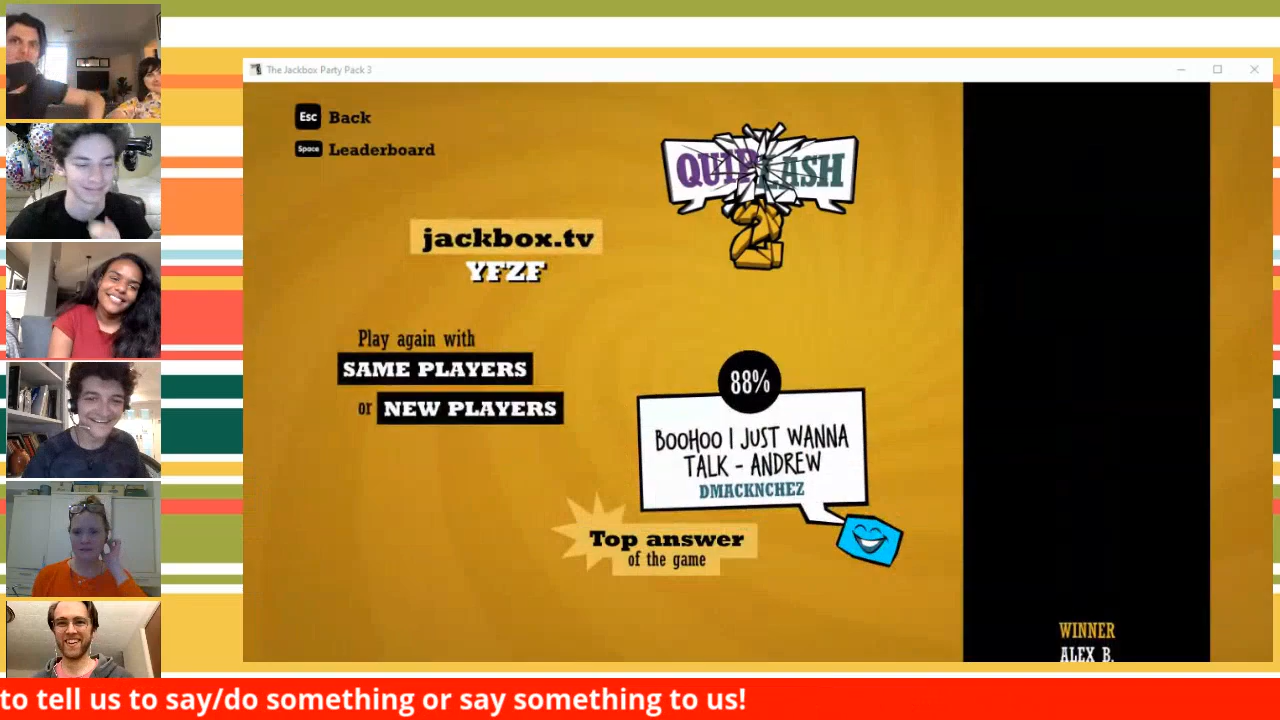 The Jackbox Party Pack 3
Esc Back
Space Leaderboard
QUIPLASH
2
jackbox.tv
YFZF
Play again with
SAME PLAYERS
or NEW PLAYERS
88%
BOOHOO I JUST WANNA
TALK - ANDREW
DMACKNCHEZ
Top answer
of the game
WINNER
ALEX B.
to tell us to say/do something or say something to us!